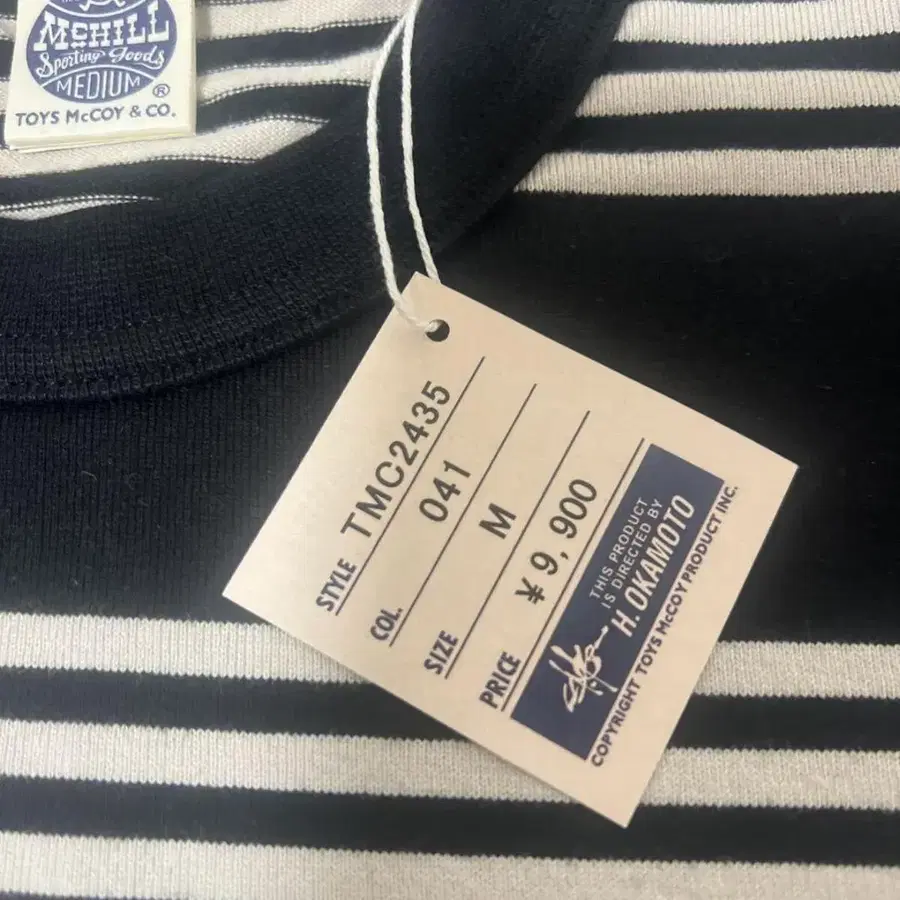 McHILL
Sporting Goods
MEDIUM
®
TOYS McCOY & CO.
STYLE TMC2435
COL. 041
SIZE M
PRICE ¥9,900
THIS PRODUCT
IS DIRECTED BY
H.OKAMOTO
COPYRIGHT TOYS McCOY PRODUCT INC.